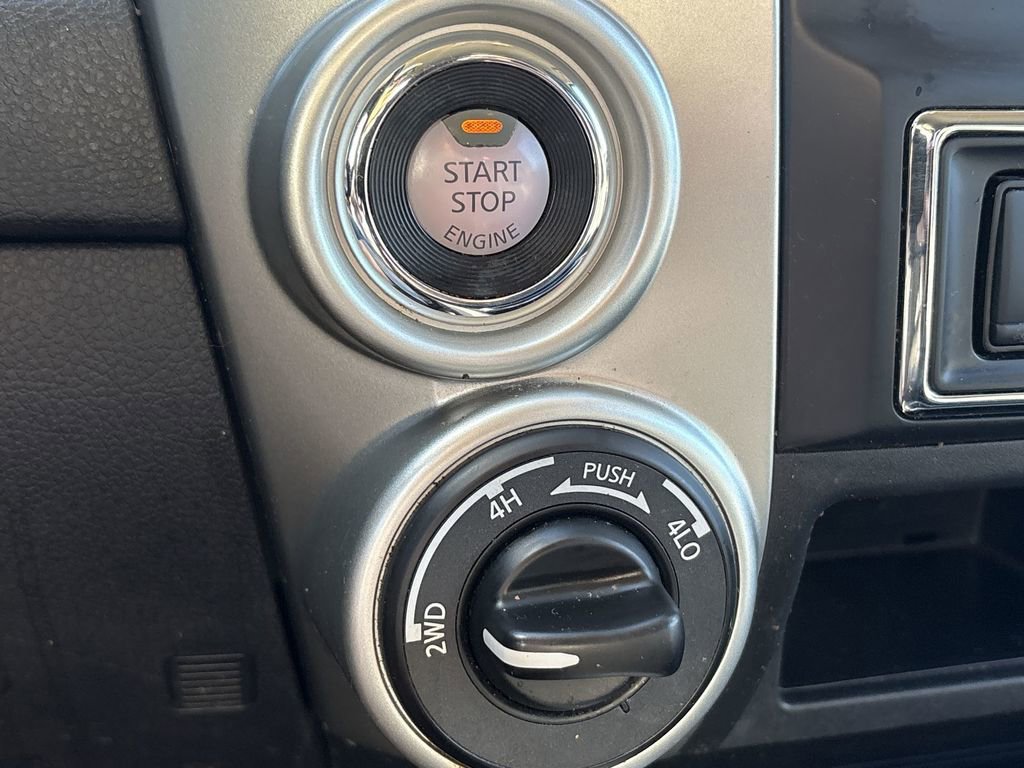 START
STOP
ENGINE
PUSH
4H
4LO
2WD